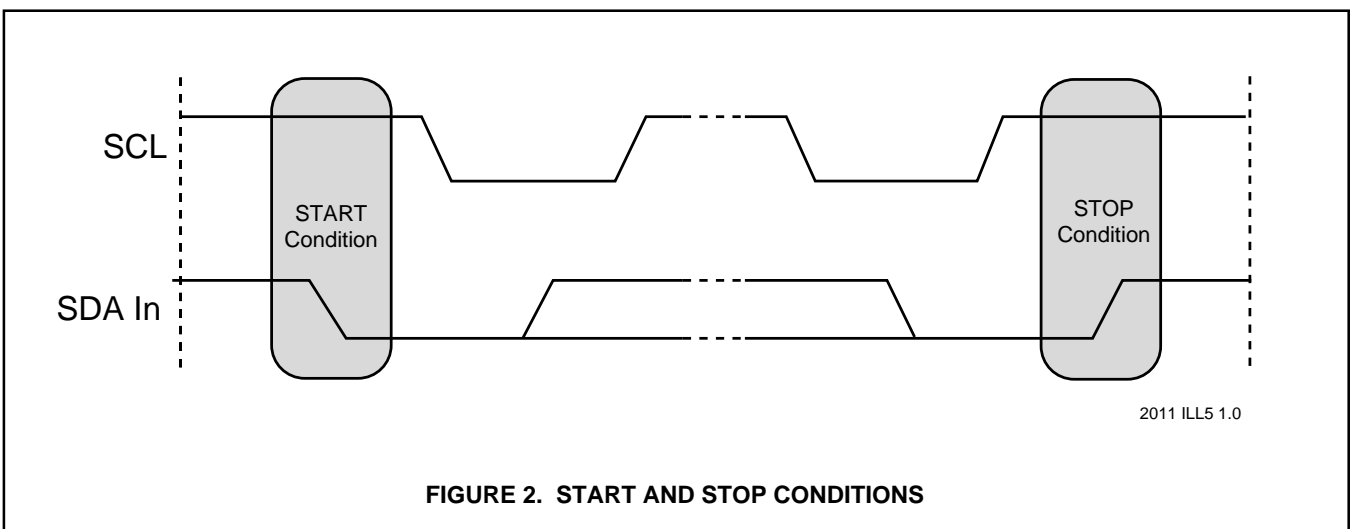 SCL
START
Condition
STOP
Condition
SDA In
2011 ILL5 1.0
FIGURE 2. START AND STOP CONDITIONS